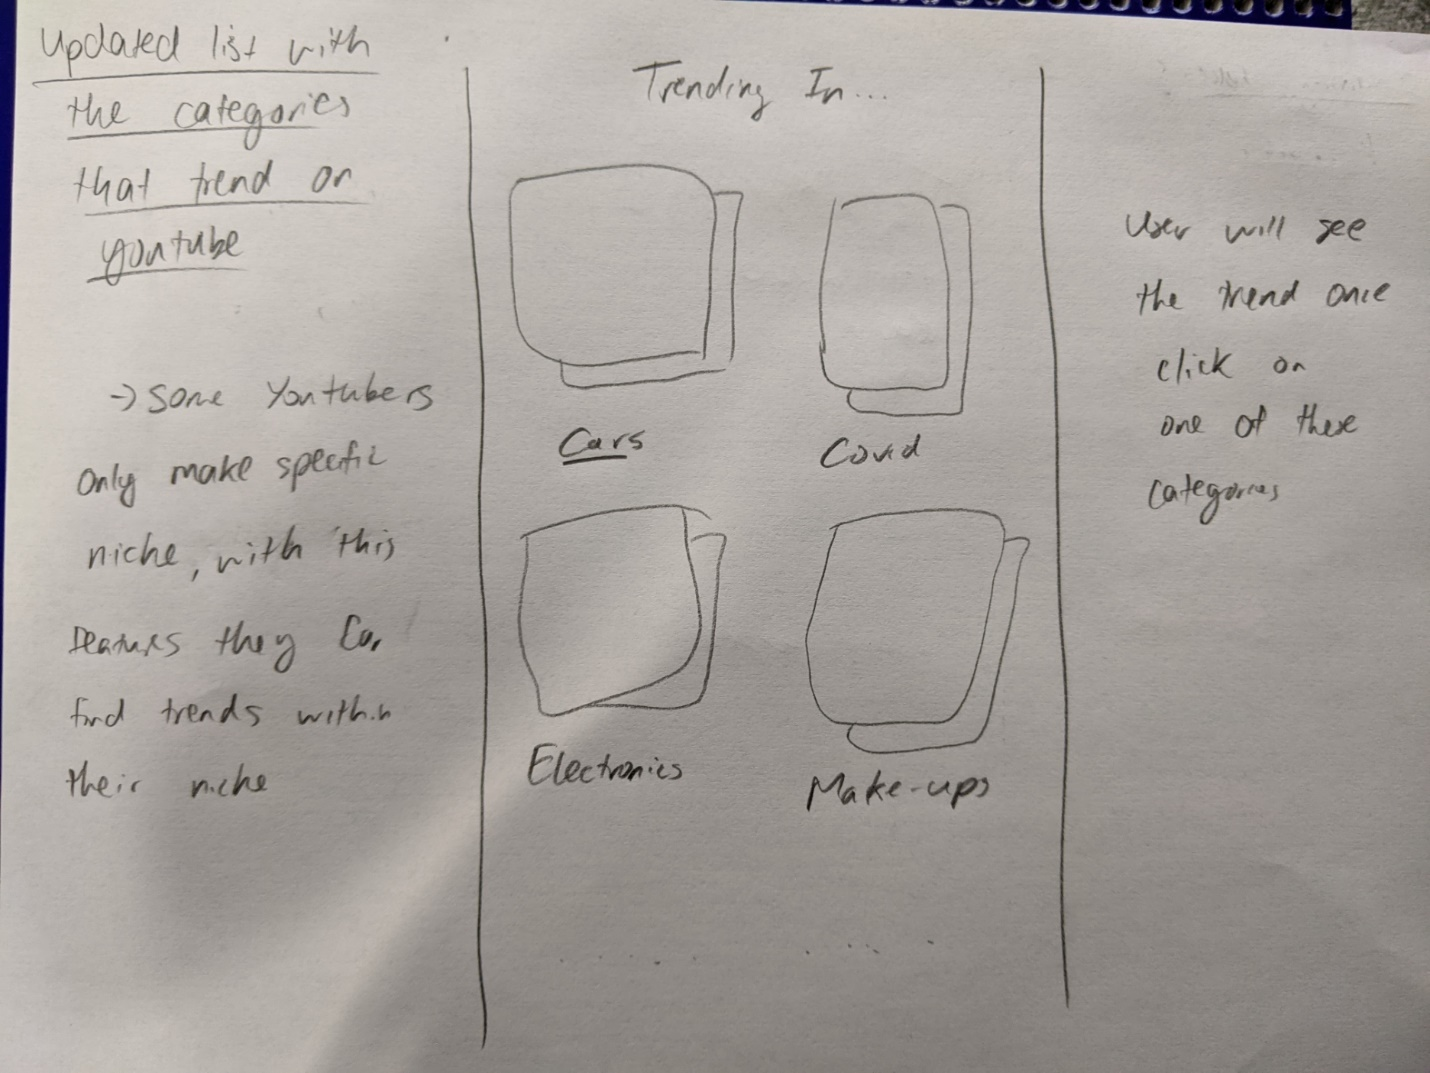 Updated list with
the categories
that trend on
youtube
→ some Youtubers
only make specific
niche, with this
features they Can
find trends within
their niche
Trending In...
Cars
Covid
Electronics
Make-ups
User will see
the trend once
click on
one of these
categories